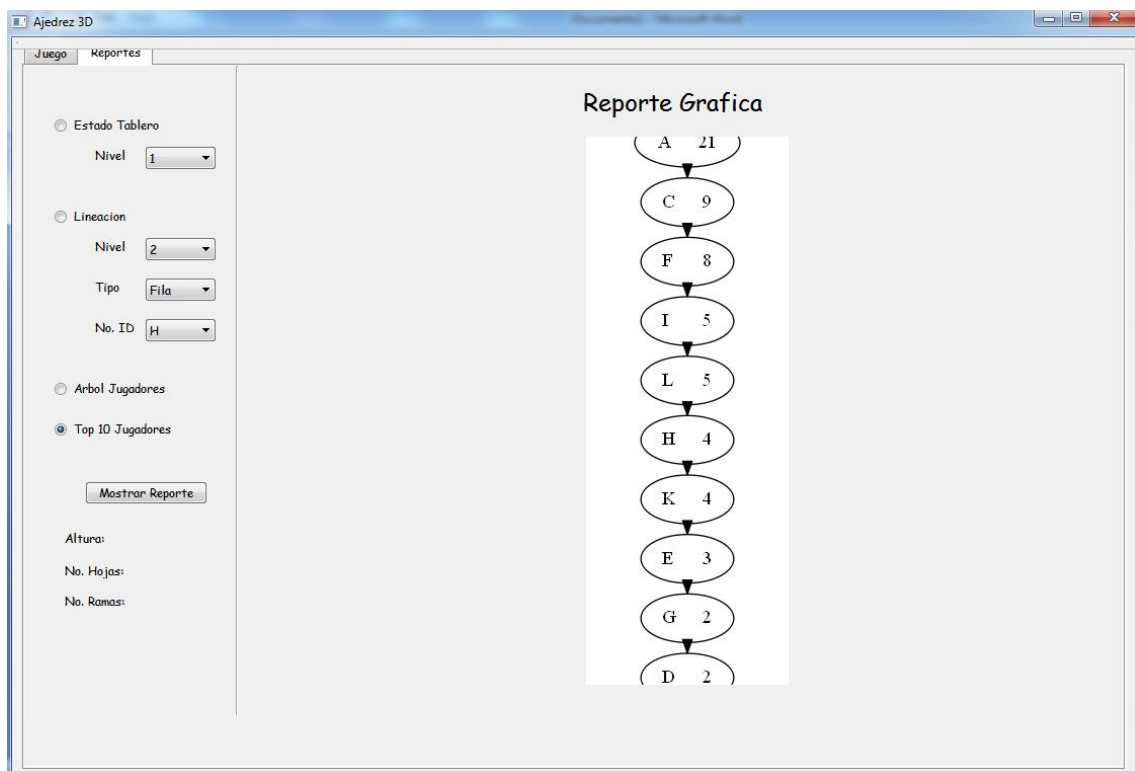 Ajedrez 3D
Juego Reportes
Estado Tablero
Nivel 1
Lineacion
Nivel 2
Tipo Fila
No. ID H
Arbol Jugadores
Top 10 Jugadores
Mostrar Reporte
Altura:
No. Hojas:
No. Ramas:
Reporte Grafica
A 21
C 9
F 8
I 5
L 5
H 4
K 4
E 3
G 2
D 2